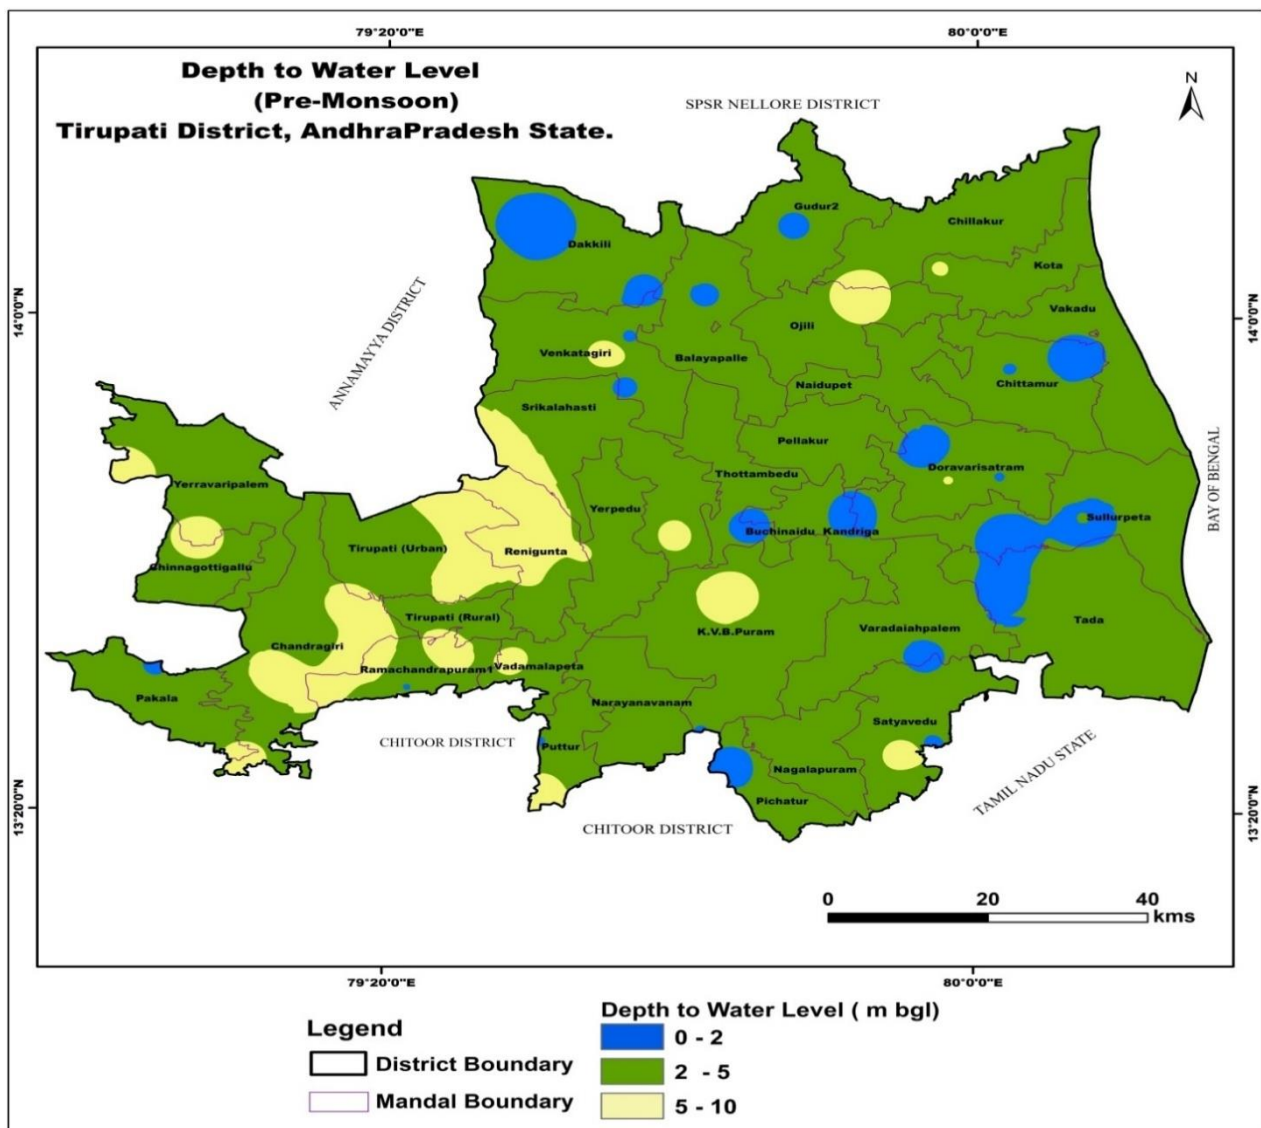 79°20'0"E
80°0'0"E
Depth to Water Level
(Pre-Monsoon)
Tirupati District, AndhraPradesh State.
N
SPSR NELLORE DISTRICT
Gudur2
Chillakur
Dakkili
Kota
ANNAMAYYA DISTRICT
14°0'0"N
14°0'0"N
Vakadu
Ojili
Venkatagiri
Balayapalle
Naidupet
Chittamur
Srikalahasti
Pellakur
BAY OF BENGAL
Doravarisatram
Thottambedu
Yerravaripalem
Yerpedu
Sullurpeta
Buchinaidu Kandriga
Tirupati (Urban)
Renigunta
Chinnagottigallu
Tirupati (Rural)
Tada
K.V.B.Puram
Varadaiahpalem
Chandragiri
Ramachandrapuram1
Vadamalapeta
Pakala
Narayanavanam
Satyavedu
CHITOOR DISTRICT
Puttur
Nagalapuram
TAMIL NADU STATE
Pichatur
13°20'0"N
13°20'0"N
CHITOOR DISTRICT
0 20 40
kms
79°20'0"E
80°0'0"E
Legend
District Boundary
Mandal Boundary
Depth to Water Level ( m bgl)
0 - 2
2 - 5
5 - 10